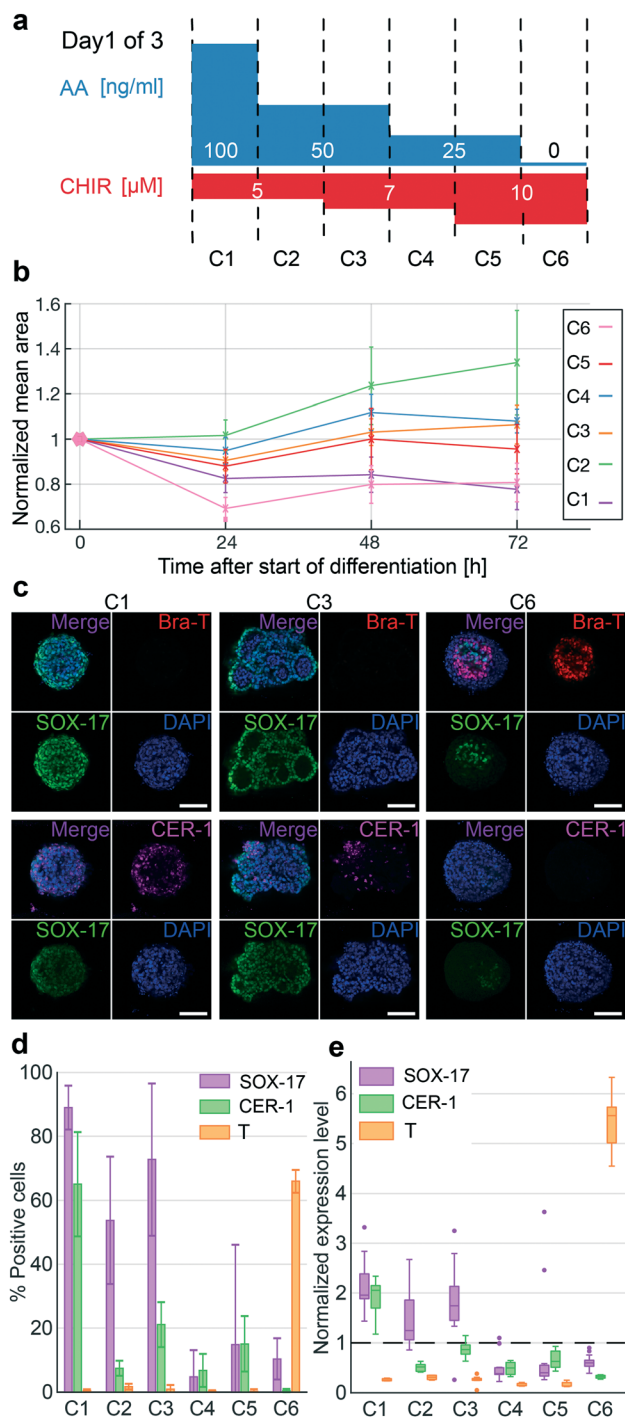 a
Day1 of 3
AA [ng/ml]
100 50 25 0
CHIR [µM]
5 7 10
C1 C2 C3 C4 C5 C6
b
1.6
1.4
1.2
1
0.8
0.6
Normalized mean area
0 24 48 72
Time after start of differentiation [h]
C6
C5
C4
C3
C2
C1
c
C1 C3 C6
Merge Bra-T Merge Bra-T Merge Bra-T
SOX-17 DAPI SOX-17 DAPI SOX-17 DAPI
Merge CER-1 Merge CER-1 Merge CER-1
SOX-17 DAPI SOX-17 DAPI SOX-17 DAPI
d
100
80
60
40
20
0
% Positive cells
SOX-17
CER-1
T
C1 C2 C3 C4 C5 C6
e
6
5
4
3
2
1
0
Normalized expression level
SOX-17
CER-1
T
C1 C2 C3 C4 C5 C6